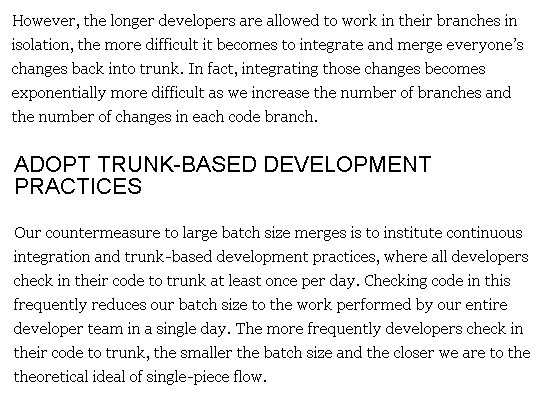 However, the longer developers are allowed to work in their branches in
isolation, the more difficult it becomes to integrate and merge everyone's
changes back into trunk. In fact, integrating those changes becomes
exponentially more difficult as we increase the number of branches and
the number of changes in each code branch.
ADOPT TRUNK-BASED DEVELOPMENT
PRACTICES
Our countermeasure to large batch size merges is to institute continuous
integration and trunk-based development practices, where all developers
check in their code to trunk at least once per day. Checking code in this
frequently reduces our batch size to the work performed by our entire
developer team in a single day. The more frequently developers check in
their code to trunk, the smaller the batch size and the closer we are to the
theoretical ideal of single-piece flow.